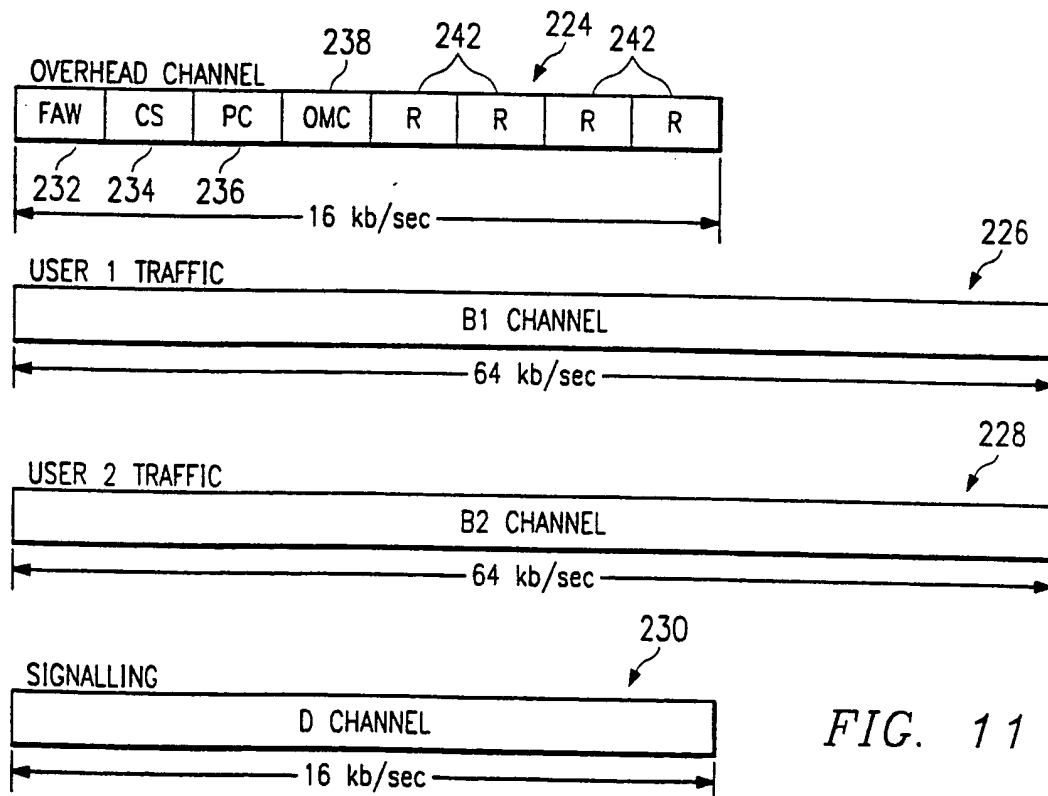 238 242 224 242
OVERHEAD CHANNEL
FAW CS PC OMC R R R R
232 234 236
16 kb/sec
226
USER 1 TRAFFIC
B1 CHANNEL
64 kb/sec
228
USER 2 TRAFFIC
B2 CHANNEL
64 kb/sec
230
SIGNALLING
D CHANNEL
FIG. 11
16 kb/sec